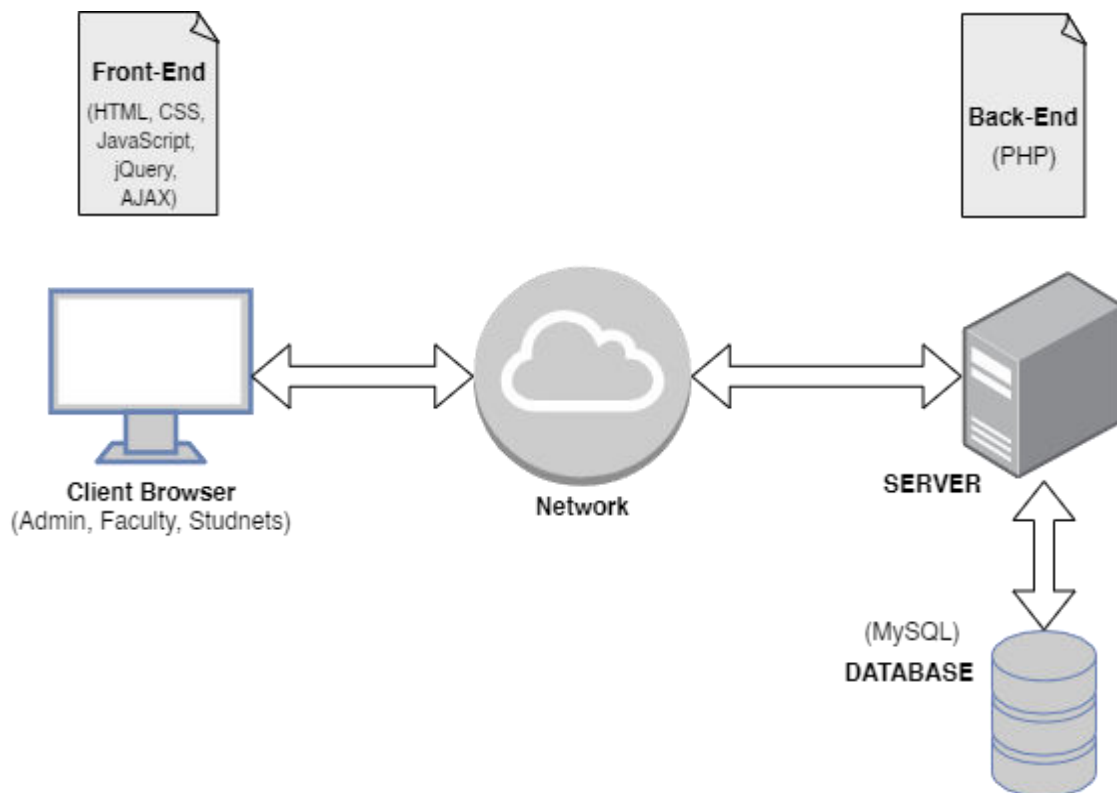 Front-End
(HTML, CSS,
JavaScript,
jQuery,
AJAX)
Back-End
(PHP)
Client Browser
(Admin, Faculty, Studnets)
Network
SERVER
(MySQL)
DATABASE